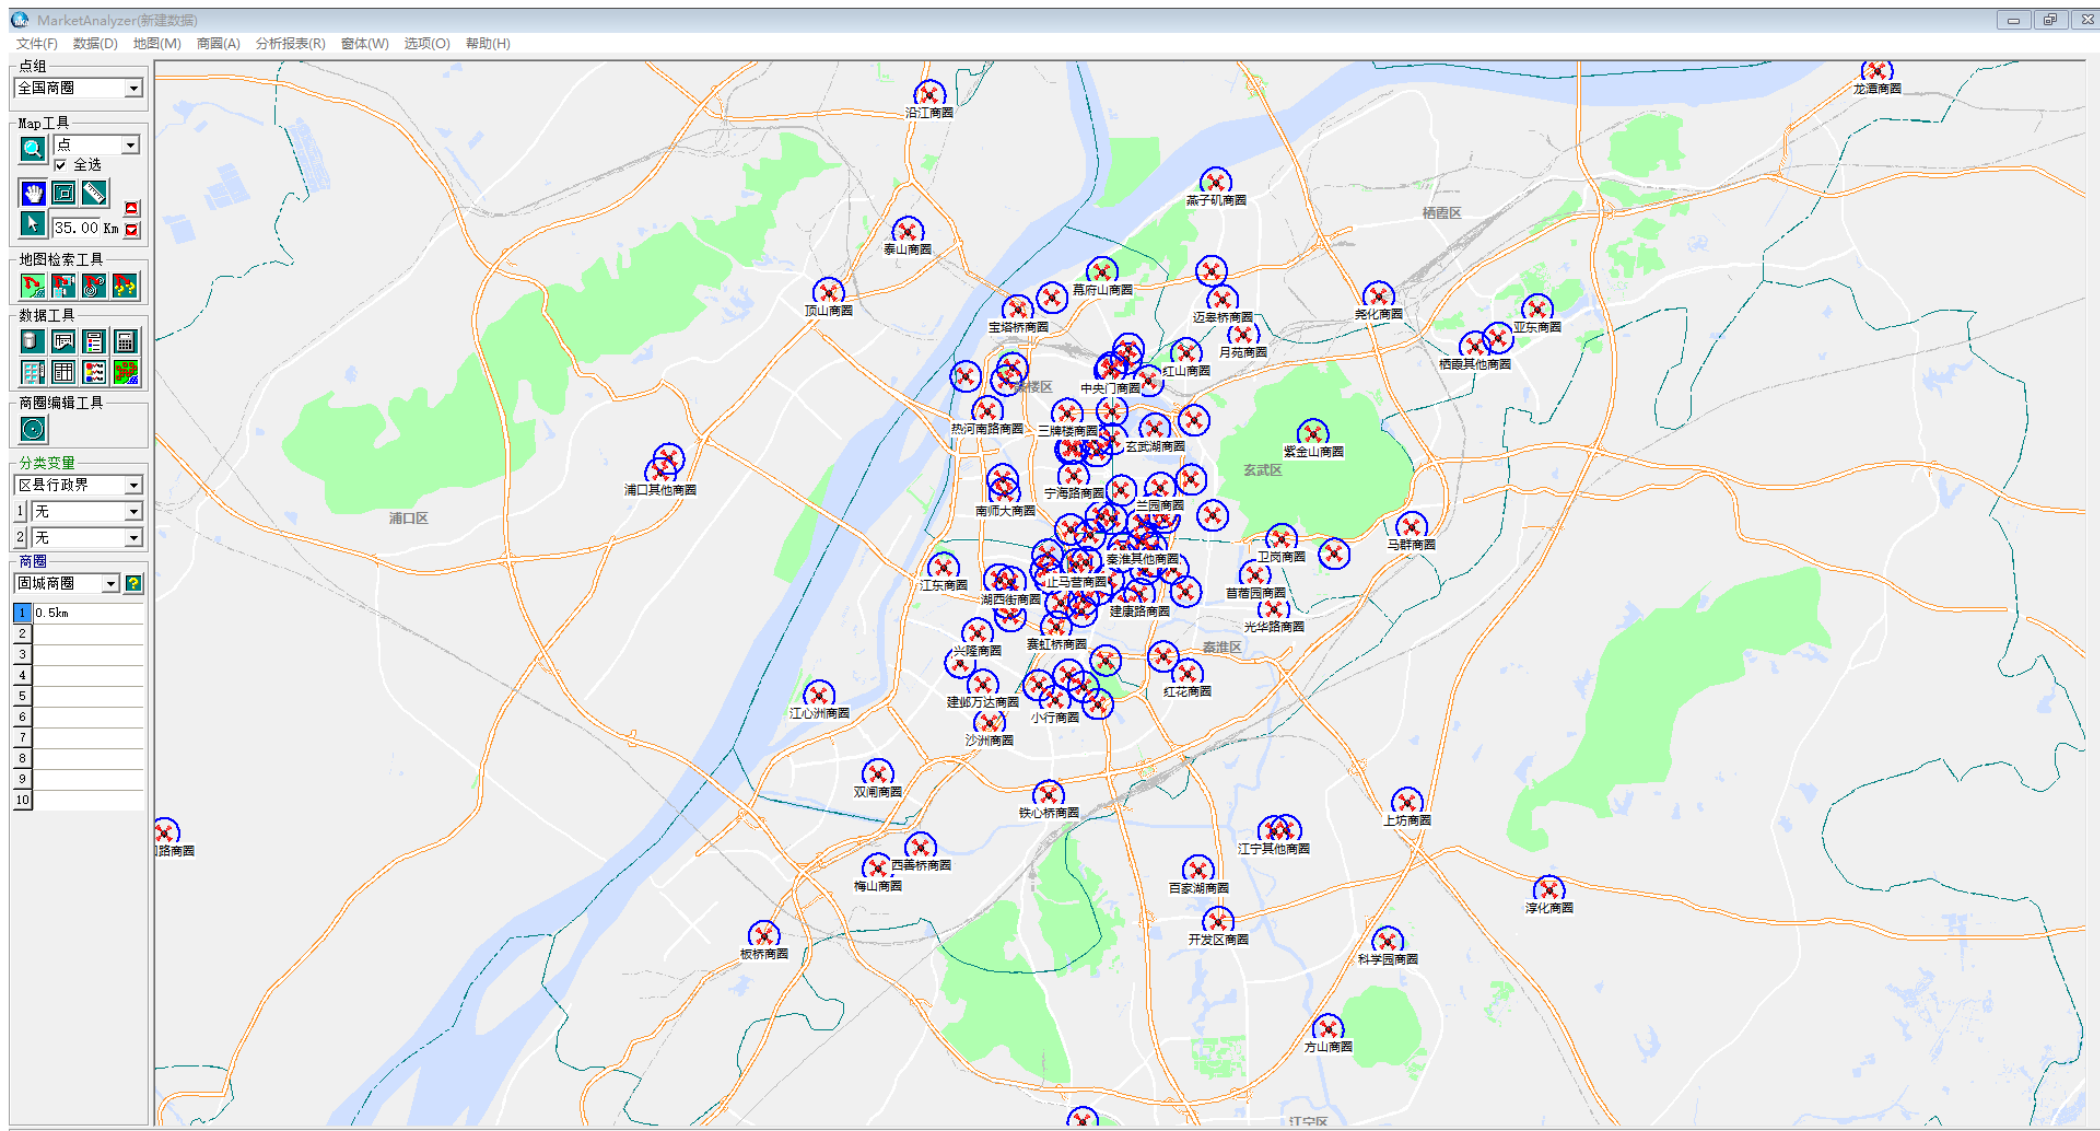 MarketAnalyzer(新建数据)
文件(F) 数据(D) 地图(M) 商圈(A) 分析报表(R) 窗体(W) 选项(O) 帮助(H)
点组
全国商圈
Map工具
点
全选
35.00 Km
地图检索工具
数据工具
商圈编辑工具
分类变量
区县行政界
1 无
2 无
商圈
固城商圈
1 0.5km
2
3
4
5
6
7
8
9
10
龙潭商圈
沿江商圈
燕子矶商圈
栖霞区
泰山商圈
幕府山商圈
顶山商圈
宝塔桥商圈
迈皋桥商圈
尧化商圈
亚东商圈
月苑商圈
栖霞其他商圈
红山商圈
中央门商圈
热河南路商圈
三牌楼商圈
玄武湖商圈
紫金山商圈
玄武区
浦口其他商圈
宁海路商圈
兰园商圈
南师大商圈
浦口区
马群商圈
秦淮其他商圈
卫岗商圈
江东商圈
止马营商圈
湖西街商圈
苜蓿园商圈
建康路商圈
光华路商圈
赛虹桥商圈
兴隆商圈
秦淮区
红花商圈
建邺万达商圈
江心洲商圈
小行商圈
沙洲商圈
双闸商圈
铁心桥商圈
上坊商圈
江宁其他商圈
路商圈
西善桥商圈
梅山商圈
百家湖商圈
淳化商圈
开发区商圈
板桥商圈
科学园商圈
方山商圈
江宁区